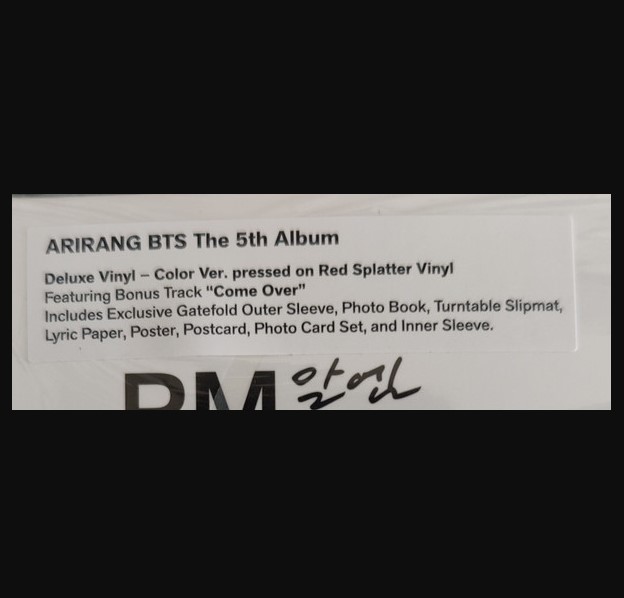 ARIRANG BTS The 5th Album
Deluxe Vinyl – Color Ver. pressed on Red Splatter Vinyl
Featuring Bonus Track "Come Over"
Includes Exclusive Gatefold Outer Sleeve, Photo Book, Turntable Slipmat,
Lyric Paper, Poster, Postcard, Photo Card Set, and Inner Sleeve.
RM 알엠